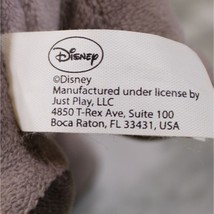 Disney
©Disney
Manufactured under license by
Just Play, LLC
4850 T-Rex Ave, Suite 100
Boca Raton, FL 33431, USA